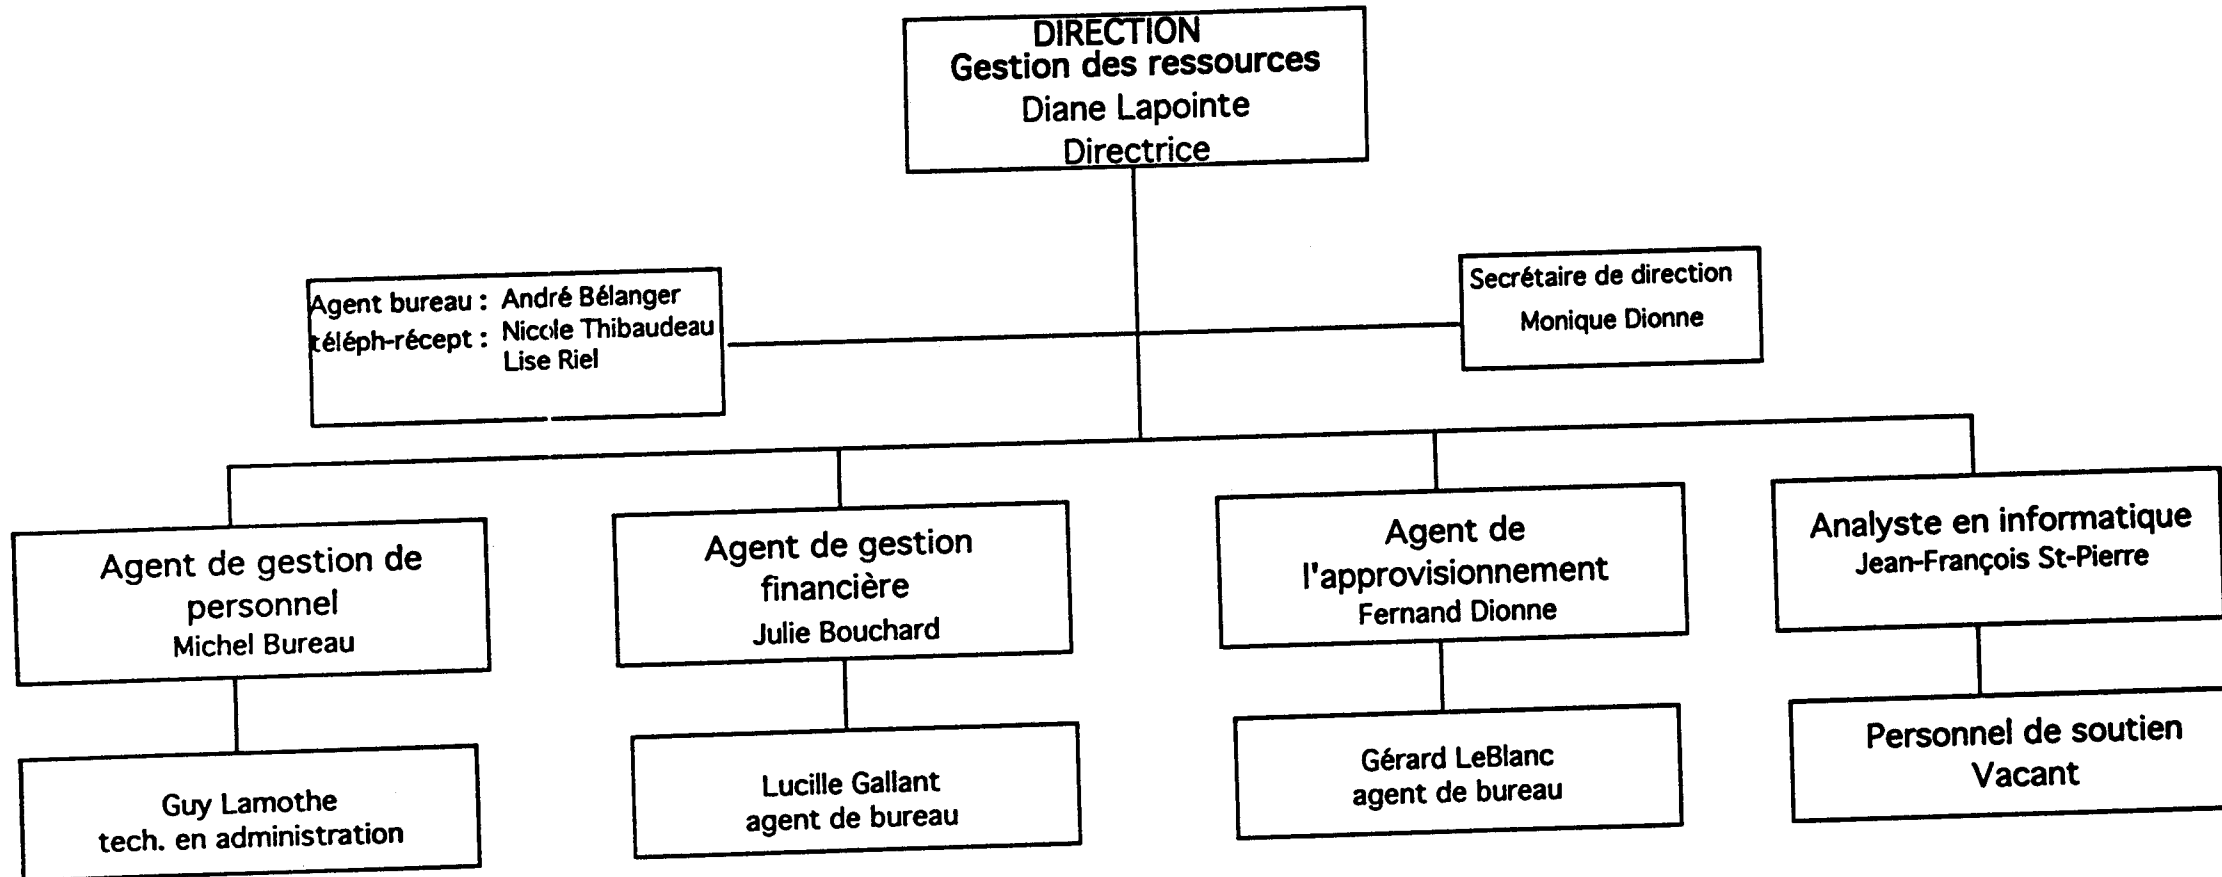 DIRECTION
Gestion des ressources
Diane Lapointe
Directrice
Agent bureau : André Bélanger
téléph-récept : Nicole Thibaudeau
Lise Riel
Secrétaire de direction
Monique Dionne
Agent de gestion de
personnel
Michel Bureau
Agent de gestion
financière
Julie Bouchard
Agent de
l'approvisionnement
Fernand Dionne
Analyste en informatique
Jean-François St-Pierre
Guy Lamothe
tech. en administration
Lucille Gallant
agent de bureau
Gérard LeBlanc
agent de bureau
Personnel de soutien
Vacant